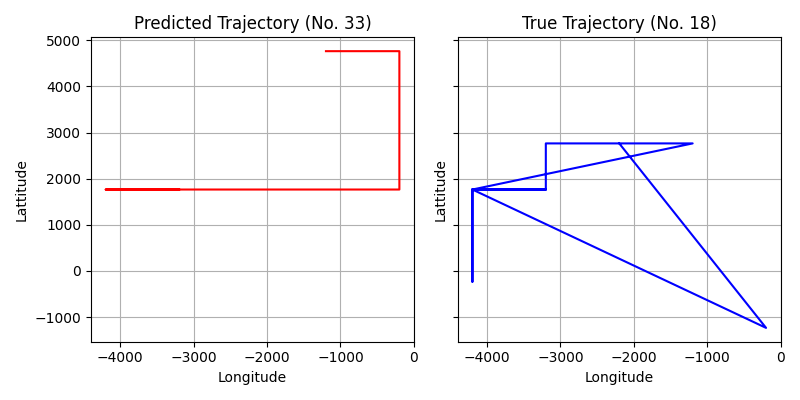 Predicted Trajectory (No. 33)
True Trajectory (No. 18)
5000
4000
3000
2000
1000
0
−1000
Lattitude
Lattitude
−4000 −3000 −2000 −1000 0
−4000 −3000 −2000 −1000 0
Longitude
Longitude